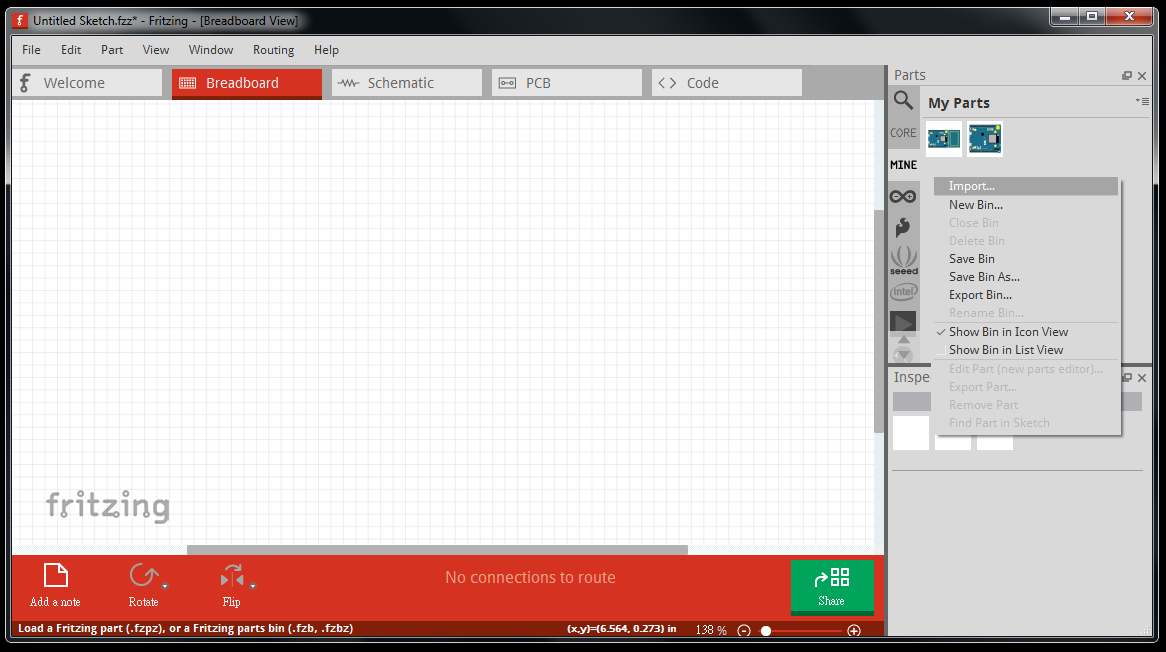 Untitled Sketch.fzz* - Fritzing - [Breadboard View]
File Edit Part View Window Routing Help
Welcome
Breadboard
Schematic
PCB
Code
fritzing
Add a note
Rotate
Flip
No connections to route
Share
Load a Fritzing part (.fzpz), or a Fritzing parts bin (.fzb, .fzbz)
(x,y)=(6.564, 0.273) in
138 %
Parts
My Parts
CORE
MINE
seeed
intel
Import...
New Bin...
Close Bin
Delete Bin
Save Bin
Save Bin As...
Export Bin...
Rename Bin...
Show Bin in Icon View
Show Bin in List View
Edit Part (new parts editor)...
Export Part...
Remove Part
Find Part in Sketch
Inspe